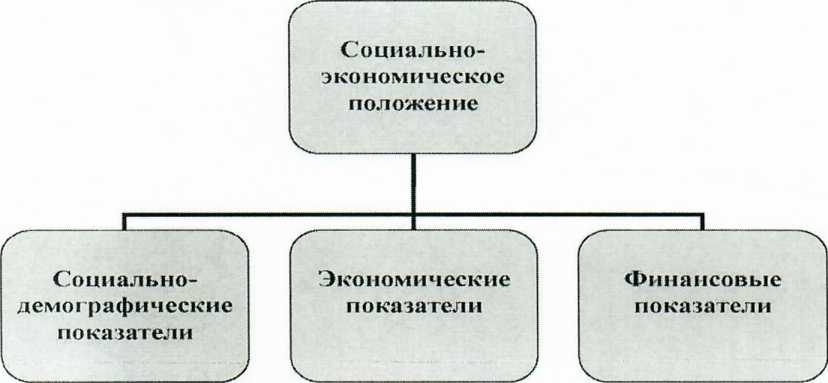 Социально-
экономическое
положение
Социально-
демографические
показатели
Экономические
показатели
Финансовые
показатели